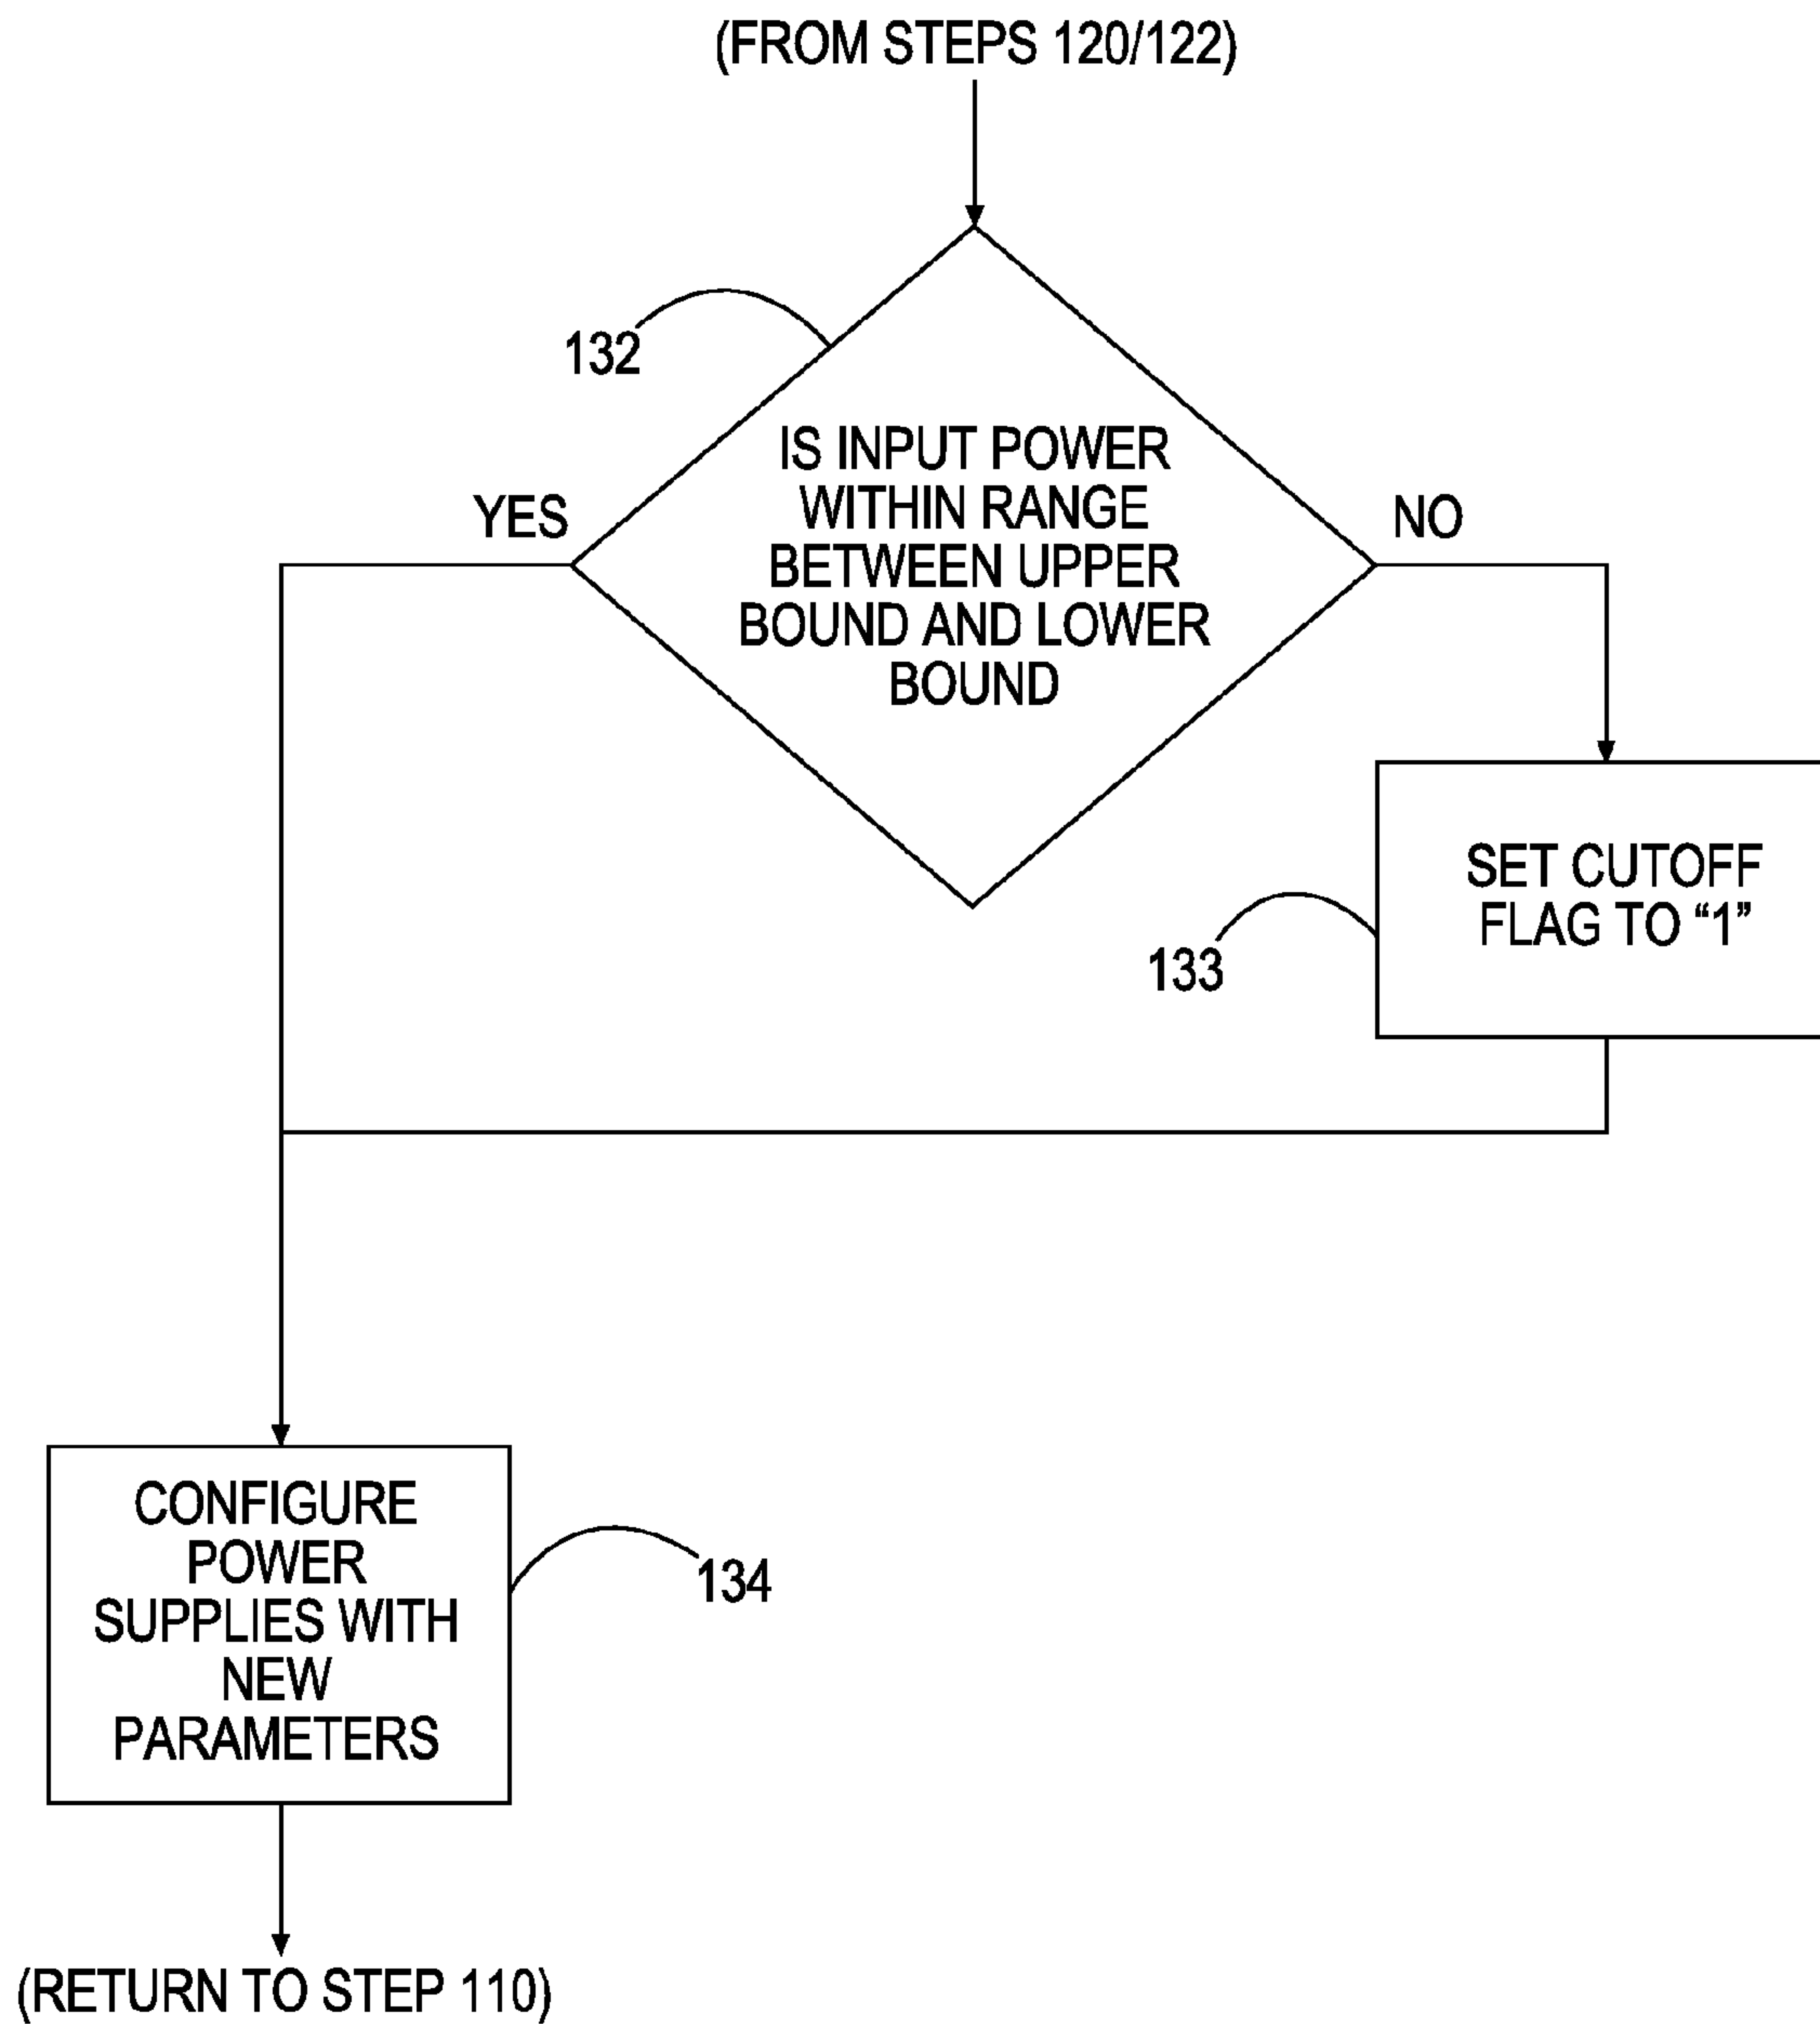 (FROM STEPS 120/122)
132
IS INPUT POWER
WITHIN RANGE
BETWEEN UPPER
BOUND AND LOWER
BOUND
YES
NO
SET CUTOFF
FLAG TO “1”
133
CONFIGURE
POWER
SUPPLIES WITH
NEW
PARAMETERS
134
(RETURN TO STEP 110)